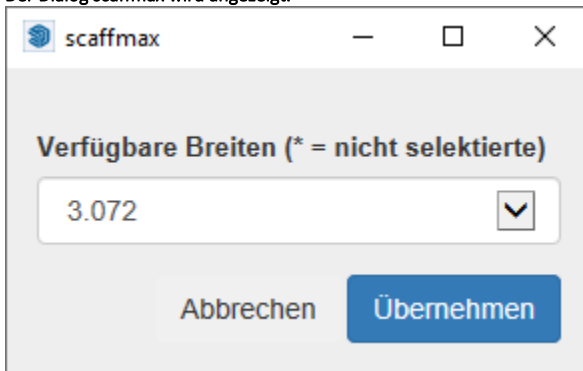 Der Dialog scaffmax wird angezeigt.
scaffmax
Verfügbare Breiten (* = nicht selektierte)
3.072
Abbrechen Übernehmen